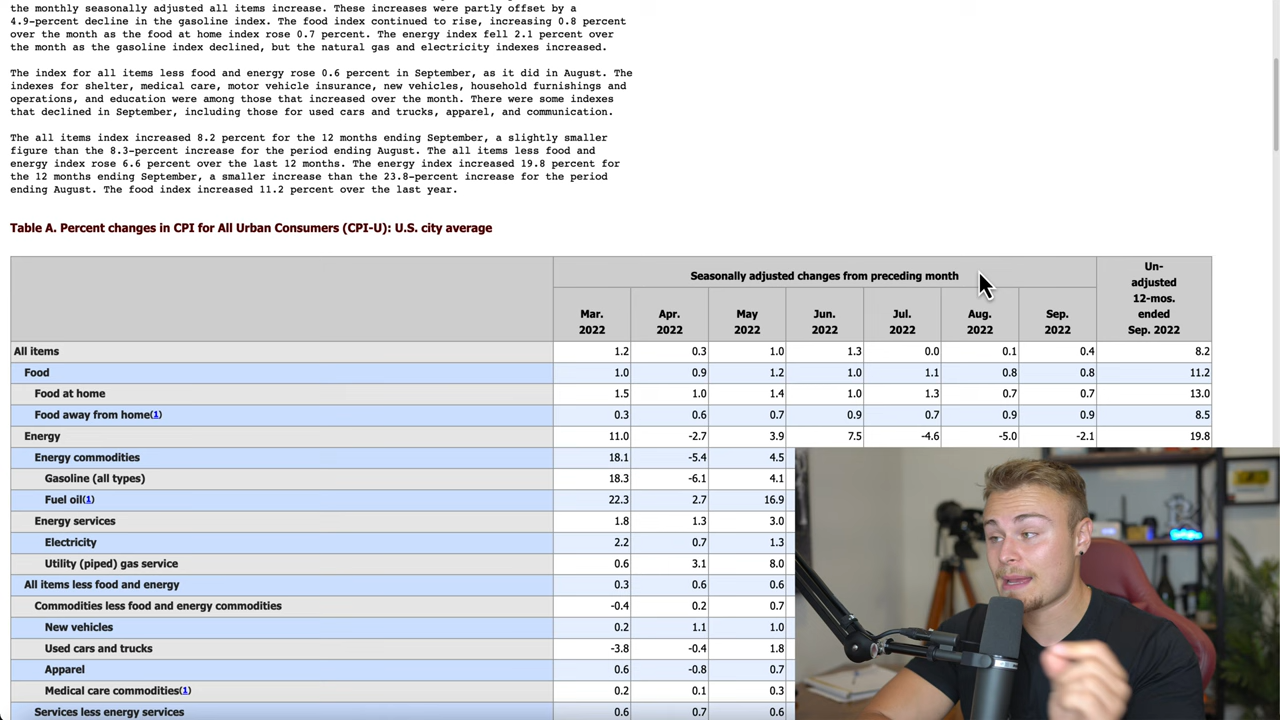 the monthly seasonally adjusted all items increase. These increases were partly offset by a
4.9-percent decline in the gasoline index. The food index continued to rise, increasing 0.8 percent
over the month as the food at home index rose 0.7 percent. The energy index fell 2.1 percent over
the month as the gasoline index declined, but the natural gas and electricity indexes increased.
The index for all items less food and energy rose 0.6 percent in September, as it did in August. The
indexes for shelter, medical care, motor vehicle insurance, new vehicles, household furnishings and
operations, and education were among those that increased over the month. There were some indexes
that declined in September, including those for used cars and trucks, apparel, and communication.
The all items index increased 8.2 percent for the 12 months ending September, a slightly smaller
figure than the 8.3-percent increase for the period ending August. The all items less food and
energy index rose 6.6 percent over the last 12 months. The energy index increased 19.8 percent for
the 12 months ending September, a smaller increase than the 23.8-percent increase for the period
ending August. The food index increased 11.2 percent over the last year.
Table A. Percent changes in CPI for All Urban Consumers (CPI-U): U.S. city average
Seasonally adjusted changes from preceding month
Un-
adjusted
12-mos.
ended
Sep. 2022
Mar. Apr. May Jun. Jul. Aug. Sep.
2022 2022 2022 2022 2022 2022 2022
All items 1.2 0.3 1.0 1.3 0.0 0.1 0.4 8.2
Food 1.0 0.9 1.2 1.0 1.1 0.8 0.8 11.2
Food at home 1.5 1.0 1.4 1.0 1.3 0.7 0.7 13.0
Food away from home(1) 0.3 0.6 0.7 0.9 0.7 0.9 0.9 8.5
Energy 11.0 -2.7 3.9 7.5 -4.6 -5.0 -2.1 19.8
Energy commodities 18.1 -5.4 4.5
Gasoline (all types) 18.3 -6.1 4.1
Fuel oil(1) 22.3 2.7 16.9
Energy services 1.8 1.3 3.0
Electricity 2.2 0.7 1.3
Utility (piped) gas service 0.6 3.1 8.0
All items less food and energy 0.3 0.6 0.6
Commodities less food and energy commodities -0.4 0.2 0.7
New vehicles 0.2 1.1 1.0
Used cars and trucks -3.8 -0.4 1.8
Apparel 0.6 -0.8 0.7
Medical care commodities(1) 0.2 0.1 0.3
Services less energy services 0.6 0.7 0.6